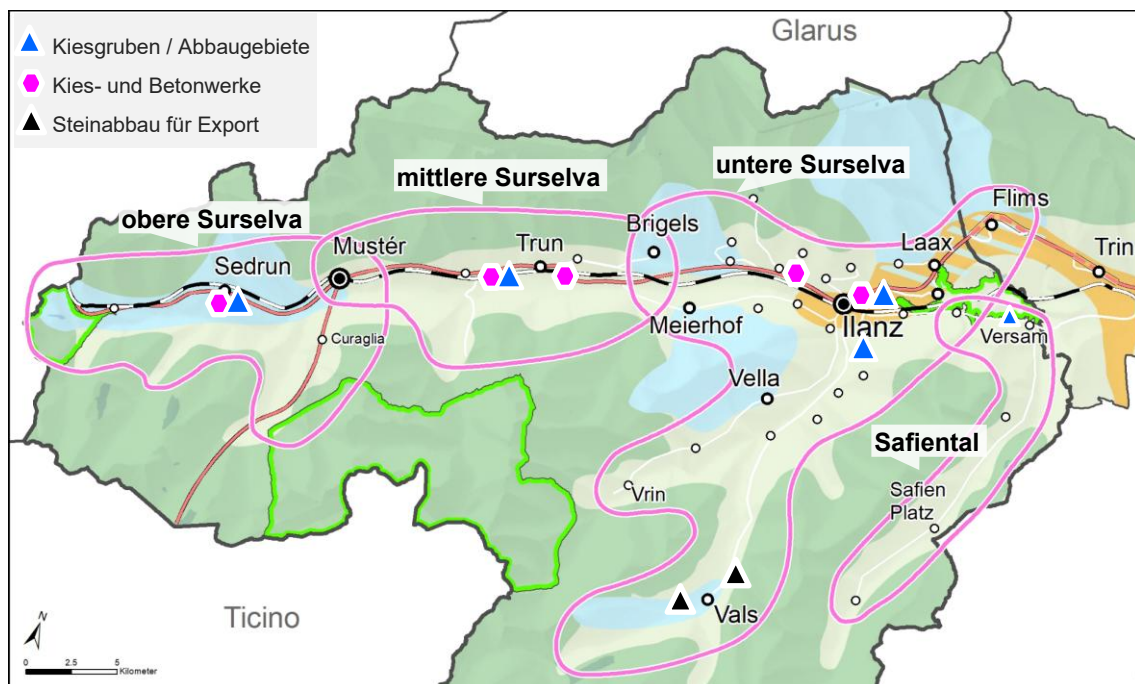 Kiesgruben / Abbaugebiete
Kies- und Betonwerke
Steinabbau für Export
Glarus
untere Surselva
mittlere Surselva
obere Surselva
Flims
Brigels
Laax
Trun
Mustér
Trin
Sedrun
Meierhof
Ilanz
Curaglia
Versam
Vella
Safiental
Vrin
Safien
Platz
Vals
Ticino
N
0 2.5 5
Kilometer